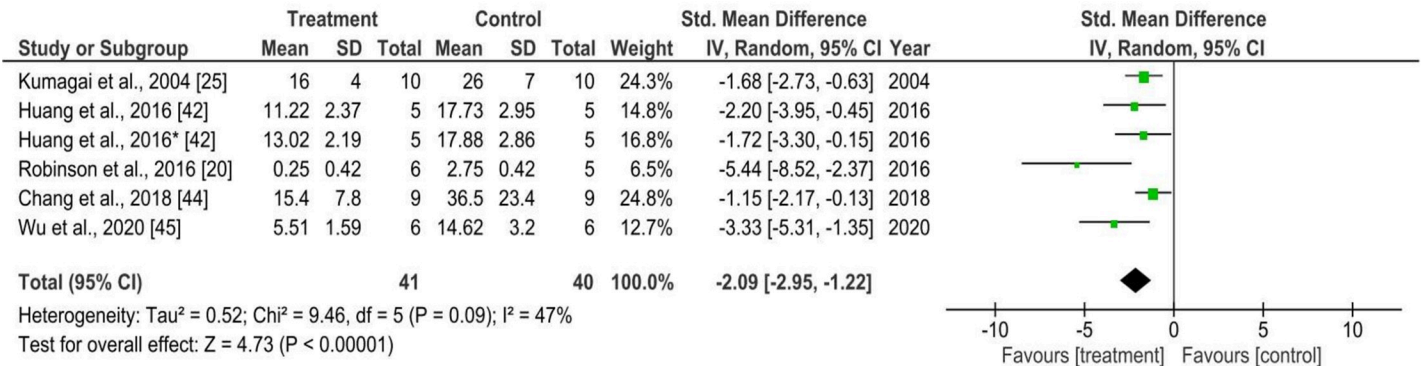 Treatment Control Std. Mean Difference Std. Mean Difference
Study or Subgroup Mean SD Total Mean SD Total Weight IV, Random, 95% CI Year IV, Random, 95% CI
Kumagai et al., 2004 [25] 16 4 10 26 7 10 24.3% -1.68 [-2.73, -0.63] 2004
Huang et al., 2016 [42] 11.22 2.37 5 17.73 2.95 5 14.8% -2.20 [-3.95, -0.45] 2016
Huang et al., 2016* [42] 13.02 2.19 5 17.88 2.86 5 16.8% -1.72 [-3.30, -0.15] 2016
Robinson et al., 2016 [20] 0.25 0.42 6 2.75 0.42 5 6.5% -5.44 [-8.52, -2.37] 2016
Chang et al., 2018 [44] 15.4 7.8 9 36.5 23.4 9 24.8% -1.15 [-2.17, -0.13] 2018
Wu et al., 2020 [45] 5.51 1.59 6 14.62 3.2 6 12.7% -3.33 [-5.31, -1.35] 2020
Total (95% CI) 41 40 100.0% -2.09 [-2.95, -1.22]
Heterogeneity: Tau² = 0.52; Chi² = 9.46, df = 5 (P = 0.09); I² = 47%
Test for overall effect: Z = 4.73 (P < 0.00001)
-10 -5 0 5 10
Favours [treatment] Favours [control]